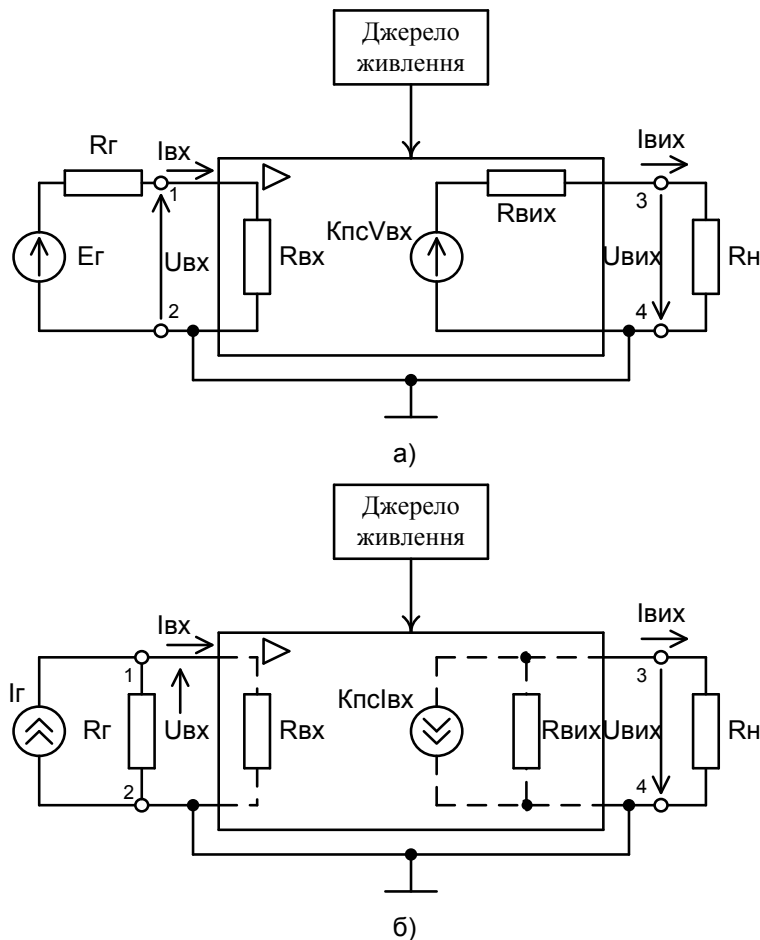 Джерело
живлення
Rг
Iвх
1
Eг
Uвх
2
Rвх
КпсVвх
Rвих
Iвих
3
Uвих
4
Rн
а)
Джерело
живлення
Iг
Iвх
1
Rг
2
Uвх
Rвх
КпсIвх
Rвих
Iвих
3
Uвих
4
Rн
б)